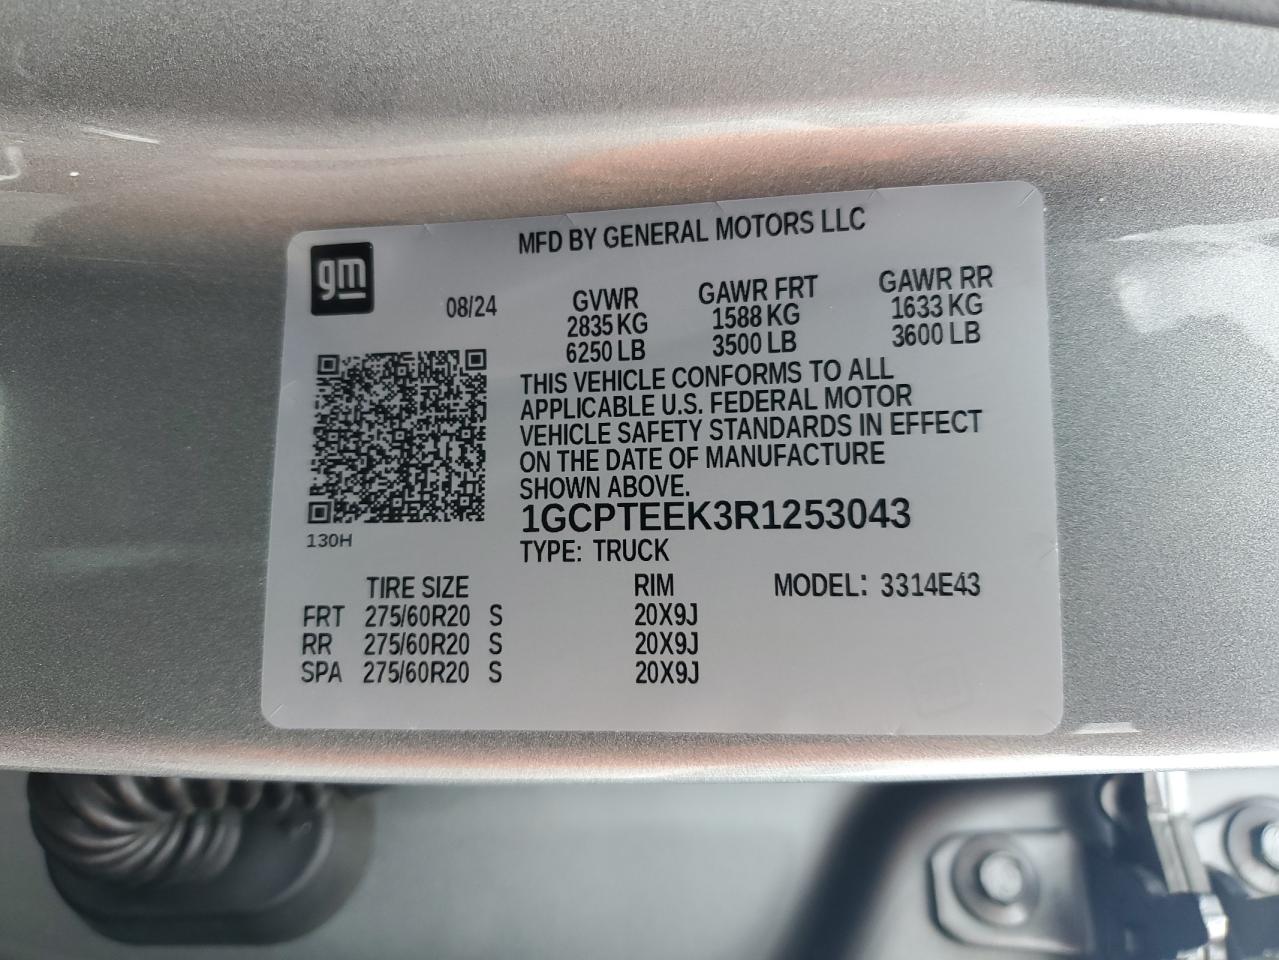 MFD BY GENERAL MOTORS LLC
gm
08/24
GVWR GAWR FRT GAWR RR
2835 KG 1588 KG 1633 KG
6250 LB 3500 LB 3600 LB
THIS VEHICLE CONFORMS TO ALL
APPLICABLE U.S. FEDERAL MOTOR
VEHICLE SAFETY STANDARDS IN EFFECT
ON THE DATE OF MANUFACTURE
SHOWN ABOVE.
1GCPTEEK3R1253043
130H
TYPE: TRUCK
TIRE SIZE RIM MODEL: 3314E43
FRT 275/60R20 S 20X9J
RR 275/60R20 S 20X9J
SPA 275/60R20 S 20X9J